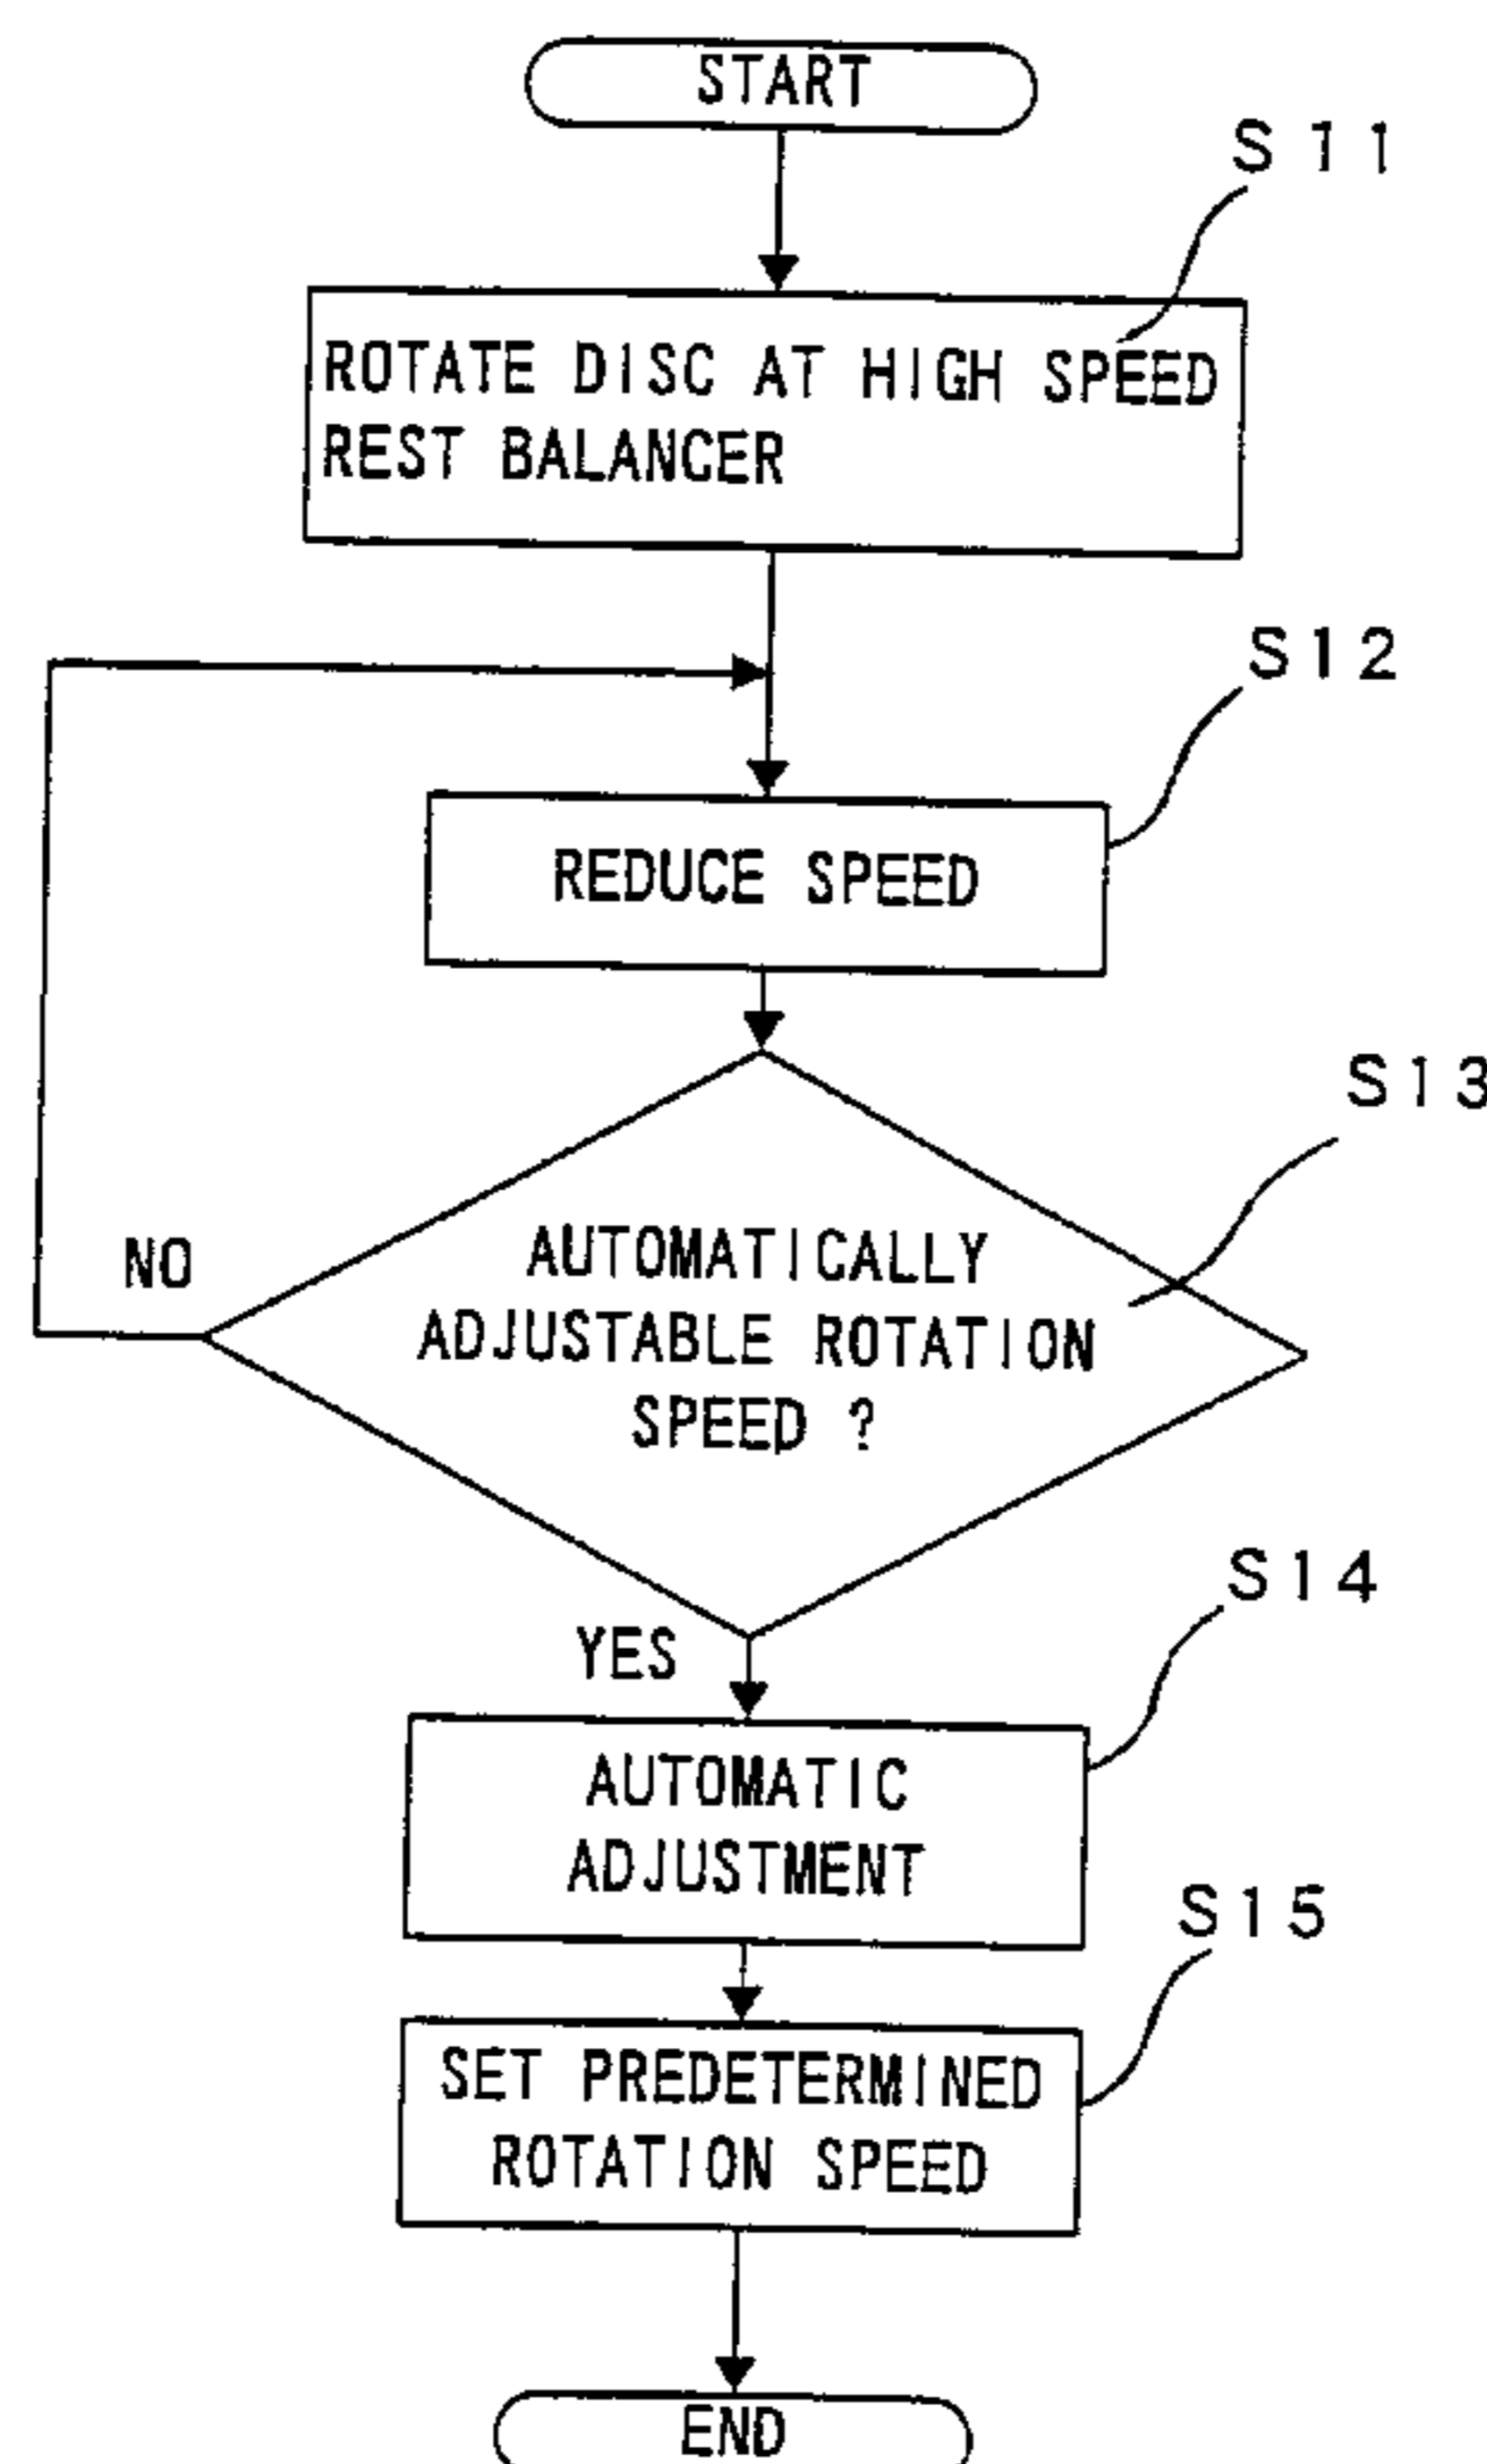 START
S11
ROTATE DISC AT HIGH SPEED
REST BALANCER
S12
REDUCE SPEED
S13
AUTOMATICALLY
ADJUSTABLE ROTATION
SPEED ?
NO
YES
S14
AUTOMATIC
ADJUSTMENT
S15
SET PREDETERMINED
ROTATION SPEED
END